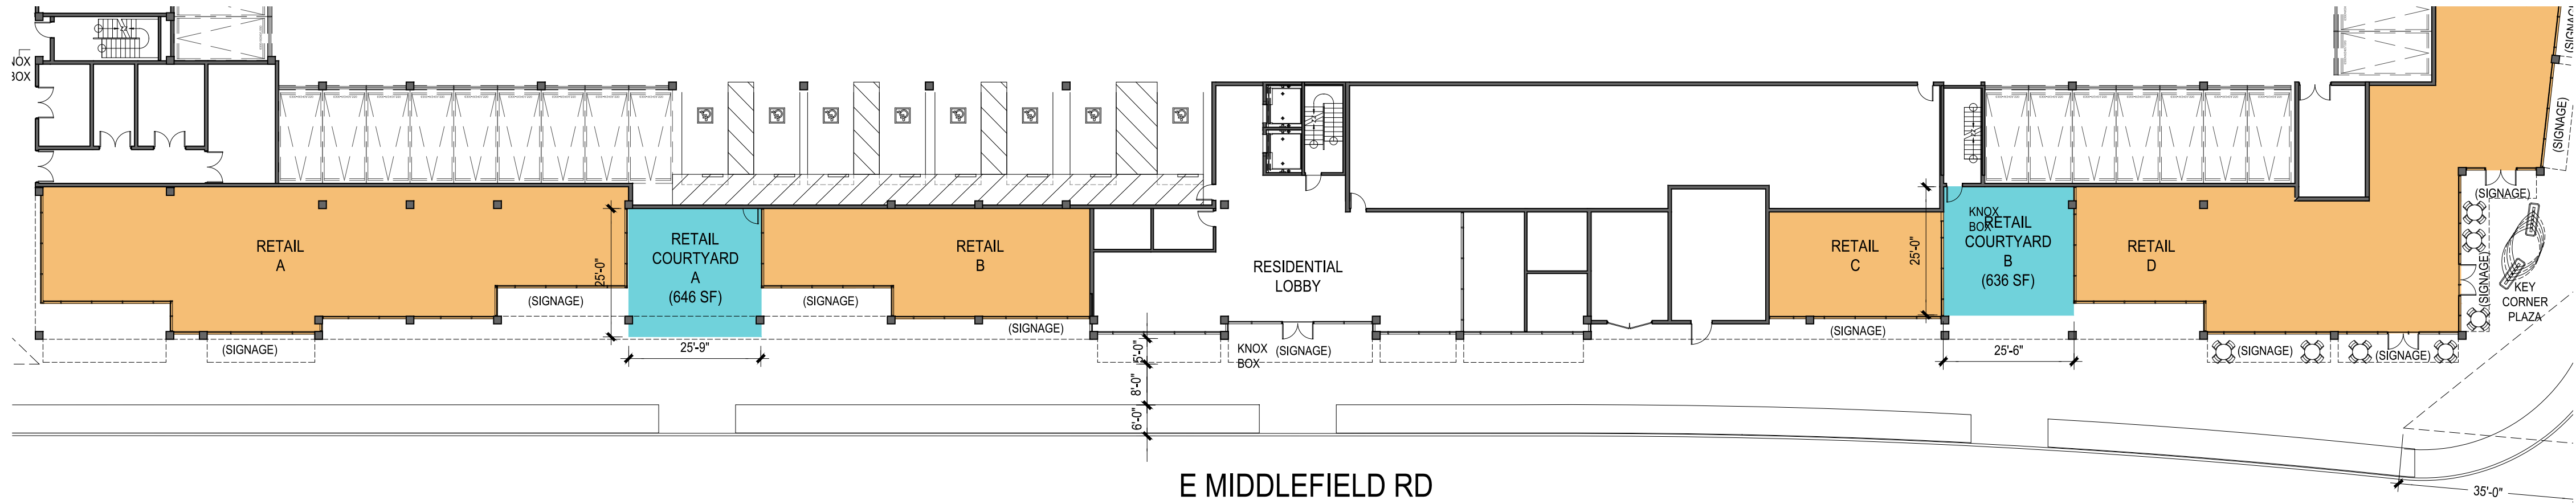 NOX
BOX
RETAIL
A
(SIGNAGE)
(SIGNAGE)
25'-0"
RETAIL
COURTYARD
A
(646 SF)
25'-9"
(SIGNAGE)
RETAIL
B
(SIGNAGE)
RESIDENTIAL
LOBBY
KNOX
BOX
(SIGNAGE)
5'-0"
8'-0"
6'-0"
RETAIL
C
(SIGNAGE)
25'-0"
KNOX
BOX
RETAIL
COURTYARD
B
(636 SF)
25'-6"
RETAIL
D
(SIGNAGE)
(SIGNAGE)
(SIGNAGE)
(SIGNAGE)
(SIGNAGE)
(SIGNA
KEY
CORNER
PLAZA
35'-0"
E MIDDLEFIELD RD